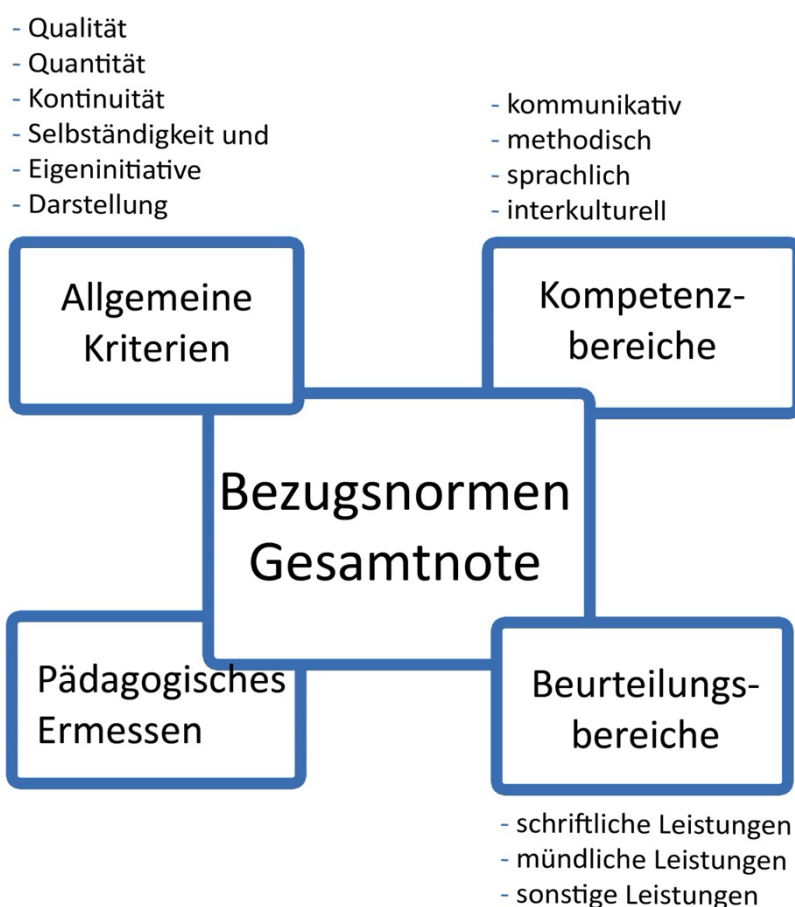 - Qualität
- Quantität
- Kontinuität
- Selbständigkeit und
- Eigeninitiative
- Darstellung
- kommunikativ
- methodisch
- sprachlich
- interkulturell
Allgemeine
Kriterien
Kompetenz-
bereiche
Bezugsnormen
Gesamtnote
Pädagogisches
Ermessen
Beurteilungs-
bereiche
- schriftliche Leistungen
- mündliche Leistungen
- sonstige Leistungen